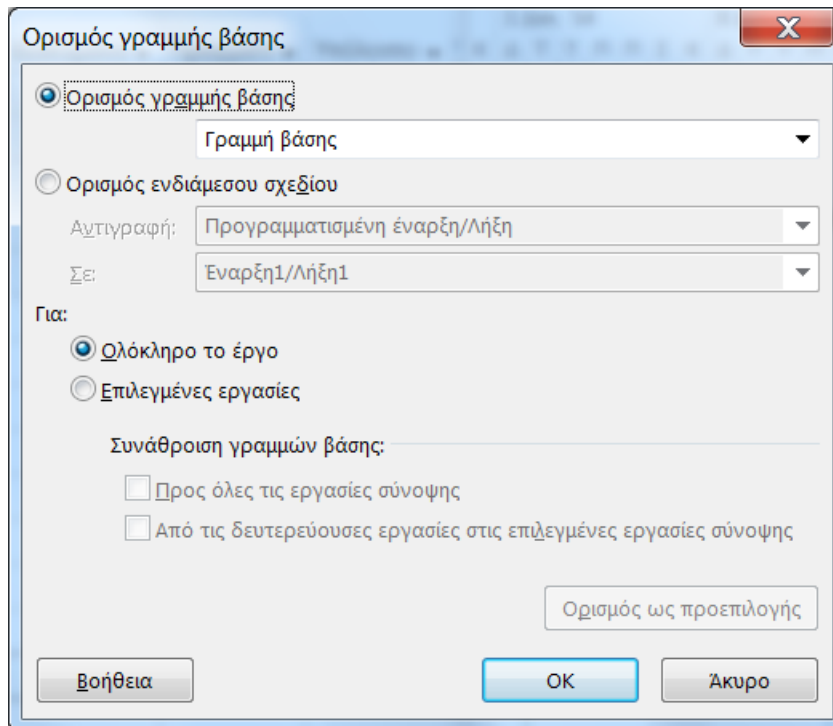 Ορισμός γραμμής βάσης
Ορισμός γραμμής βάσης
Γραμμή βάσης
Ορισμός ενδιάμεσου σχεδίου
Αντιγραφή: Προγραμματισμένη έναρξη/Λήξη
Σε: Έναρξη1/Λήξη1
Για:
Ολόκληρο το έργο
Επιλεγμένες εργασίες
Συνάθροιση γραμμών βάσης:
Προς όλες τις εργασίες σύνοψης
Από τις δευτερεύουσες εργασίες στις επιλεγμένες εργασίες σύνοψης
Ορισμός ως προεπιλογής
Βοήθεια OK Άκυρο